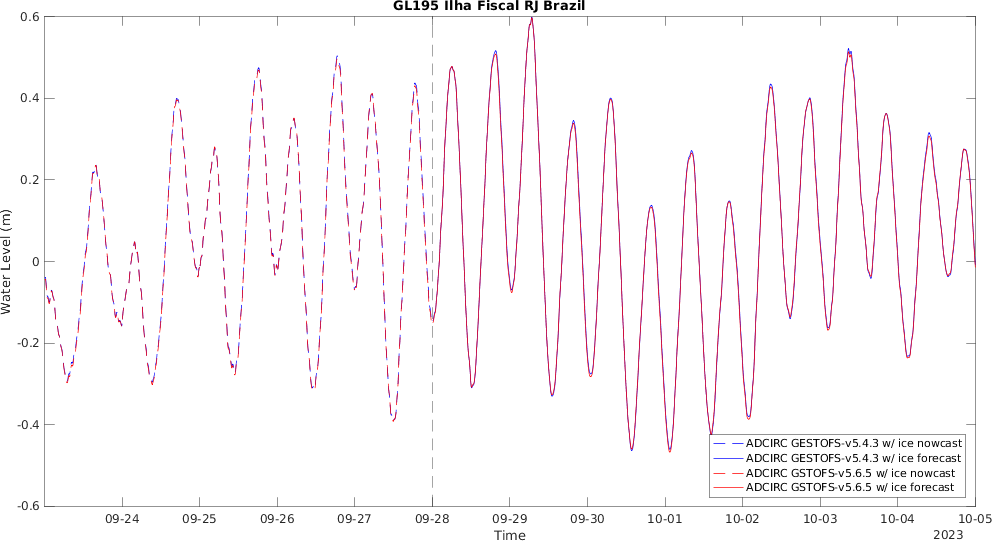 GL195 Ilha Fiscal RJ Brazil
0.6
0.4
0.2
0
-0.2
-0.4
-0.6
Water Level (m)
ADCIRC GESTOFS-v5.4.3 w/ ice nowcast
ADCIRC GESTOFS-v5.4.3 w/ ice forecast
ADCIRC GSTOFS-v5.6.5 w/ ice nowcast
ADCIRC GSTOFS-v5.6.5 w/ ice forecast
09-24 09-25 09-26 09-27 09-28 09-29 09-30 10-01 10-02 10-03 10-04 10-05
Time
2023